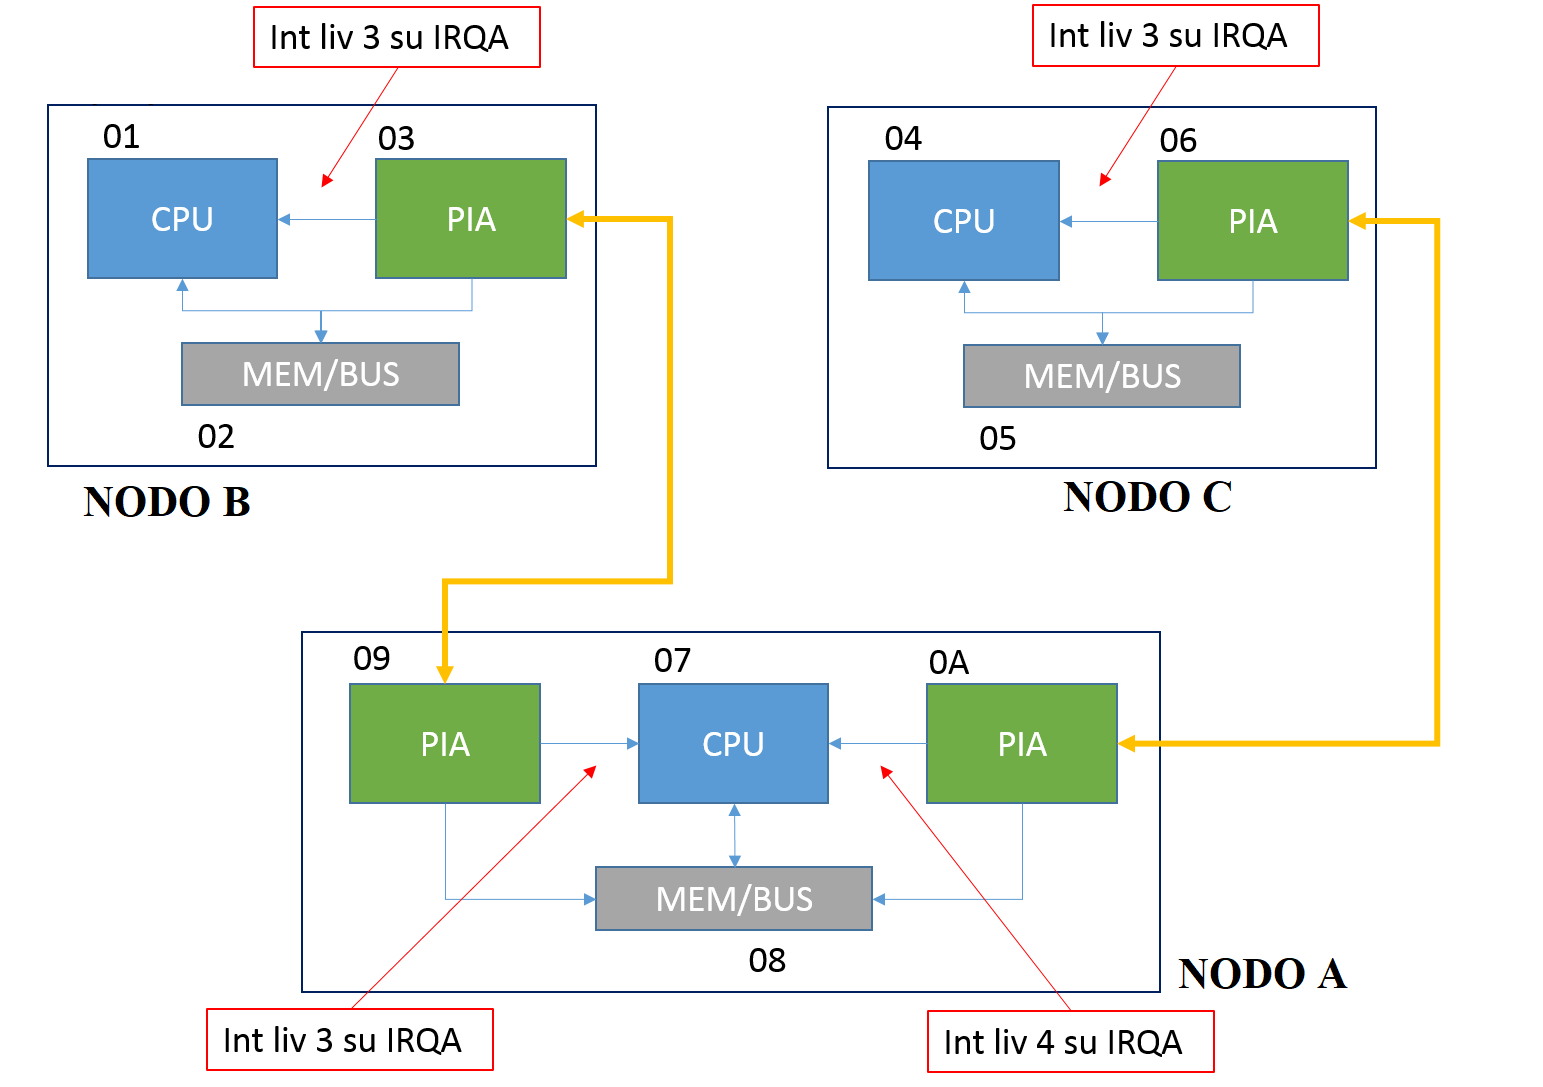 Int liv 3 su IRQA
Int liv 3 su IRQA
01
03
CPU
PIA
MEM/BUS
02
NODO B
04
06
CPU
PIA
MEM/BUS
05
NODO C
09
07
0A
PIA
CPU
PIA
MEM/BUS
08
NODO A
Int liv 3 su IRQA
Int liv 4 su IRQA